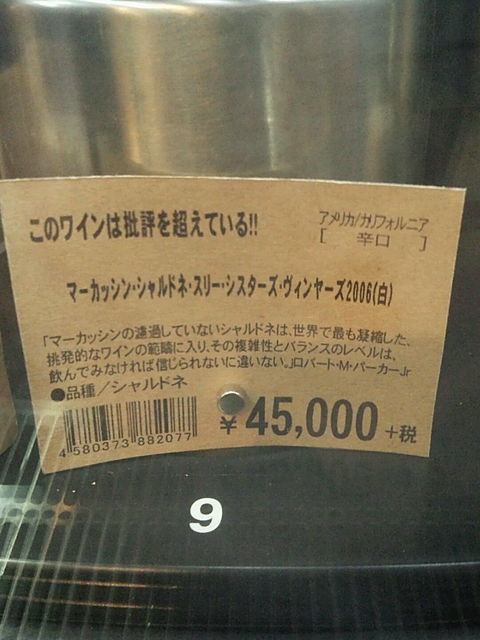 このワインは批評を超えている!!
アメリカ/カリフォルニア
[ 辛口 ]
マーカッシン・シャルドネ・スリー・シスターズ・ヴィンヤーズ2006(白)
「マーカッシンの濾過していないシャルドネは、世界で最も凝縮した、
挑発的なワインの範疇に入り、その複雑性とバランスのレベルは、
飲んでみなければ信じられないに違いない。」ロバート・M・パーカーJr
●品種／シャルドネ
¥45,000+税
4580373882077
9